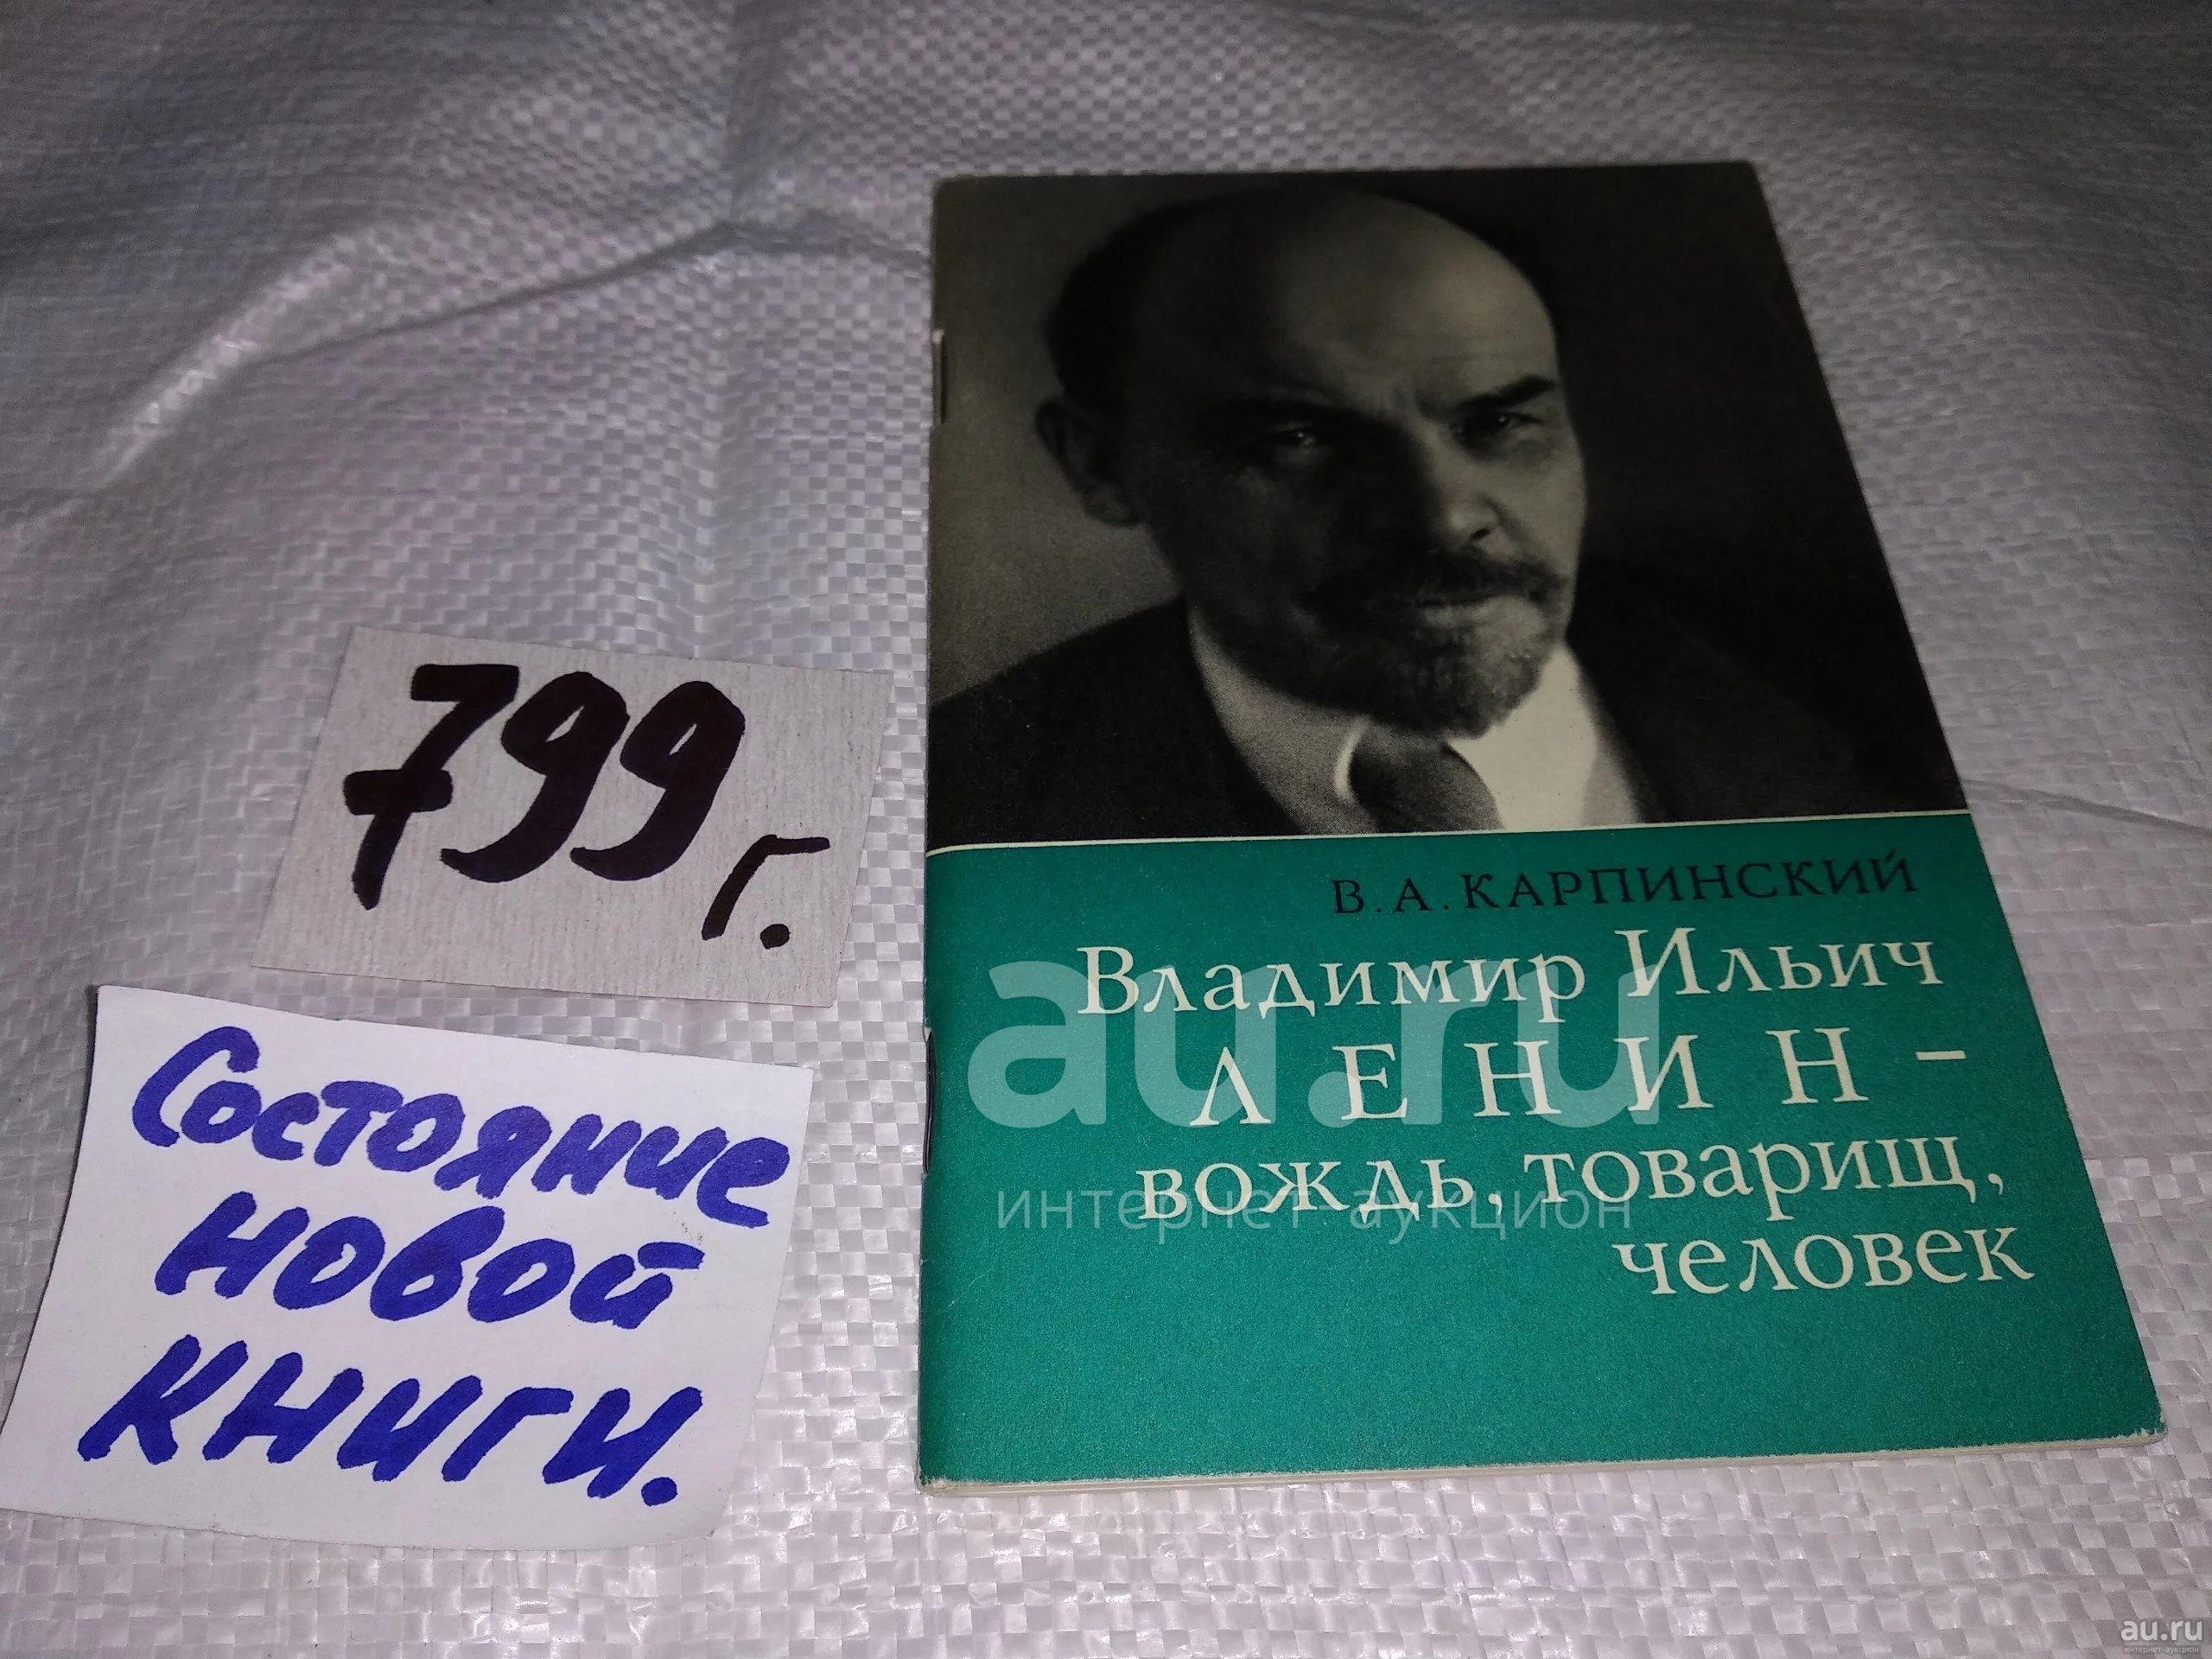 799г.
Состояние
новой
книги.
В. А. КАРПИНСКИЙ
Владимир Ильич
ЛЕНИН –
вождь, товарищ,
человек
au.ru
интернет-аукцион
au.ru
интернет-аукцион